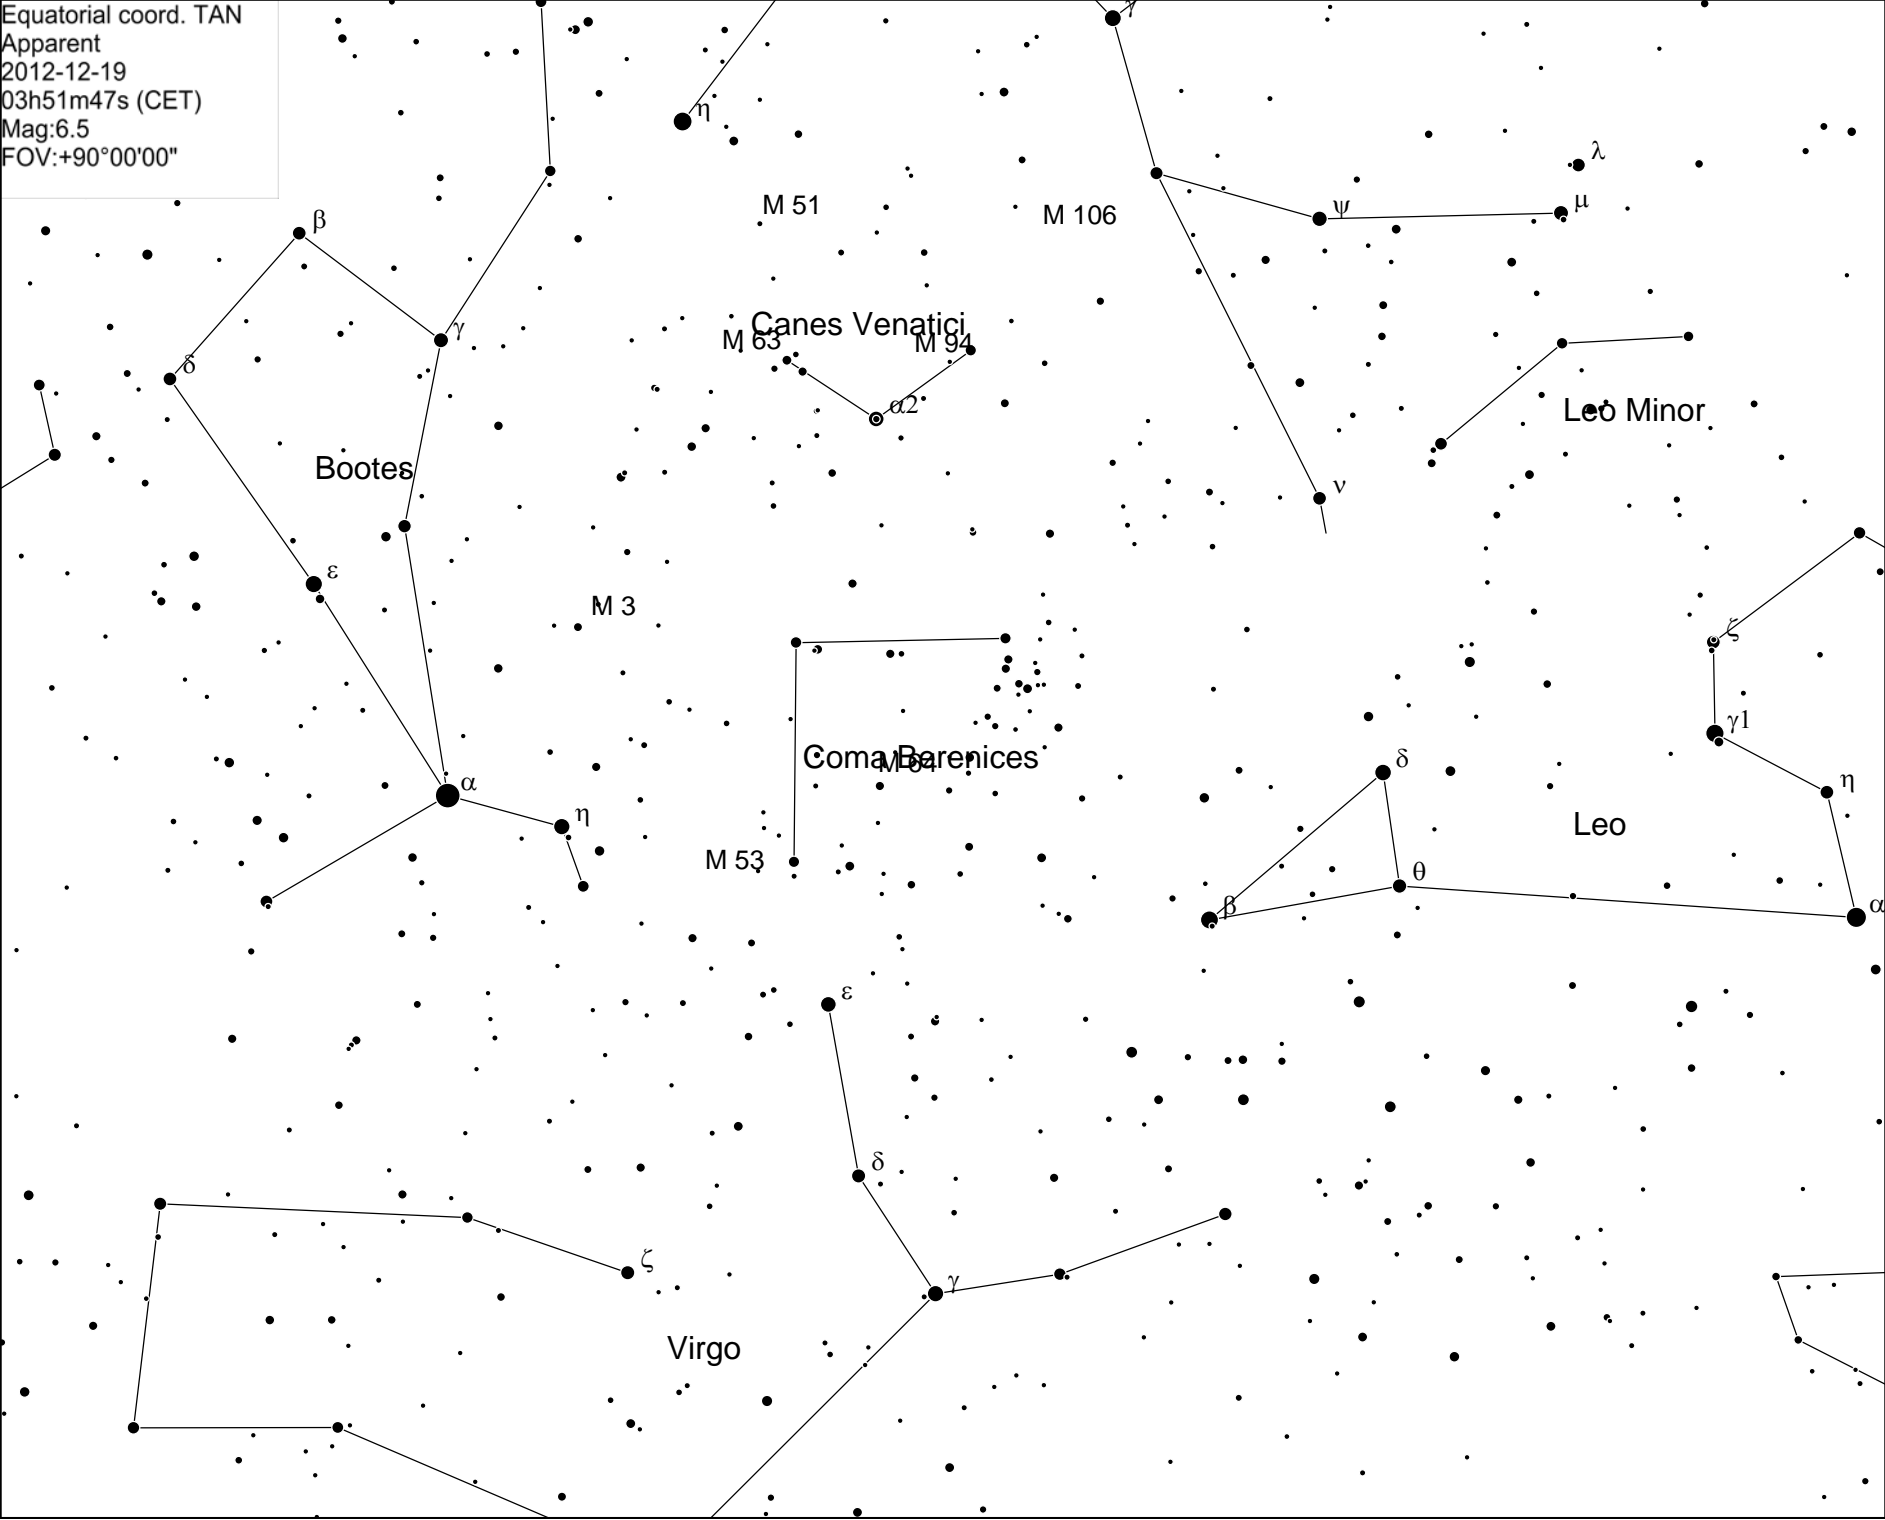 Equatorial coord. TAN
Apparent
2012-12-19
03h51m47s (CET)
Mag:6.5
FOV:+90°00'00"
γ
η
λ
μ
ψ
M 51
M 106
β
γ
δ
Canes Venatici
M 63
M 94
α2
Leo Minor
Bootes
ν
ε
M 3
ζ
γ1
Coma Berenices
M 64
δ
η
α
η
Leo
M 53
θ
β
α
ε
δ
ζ
γ
Virgo